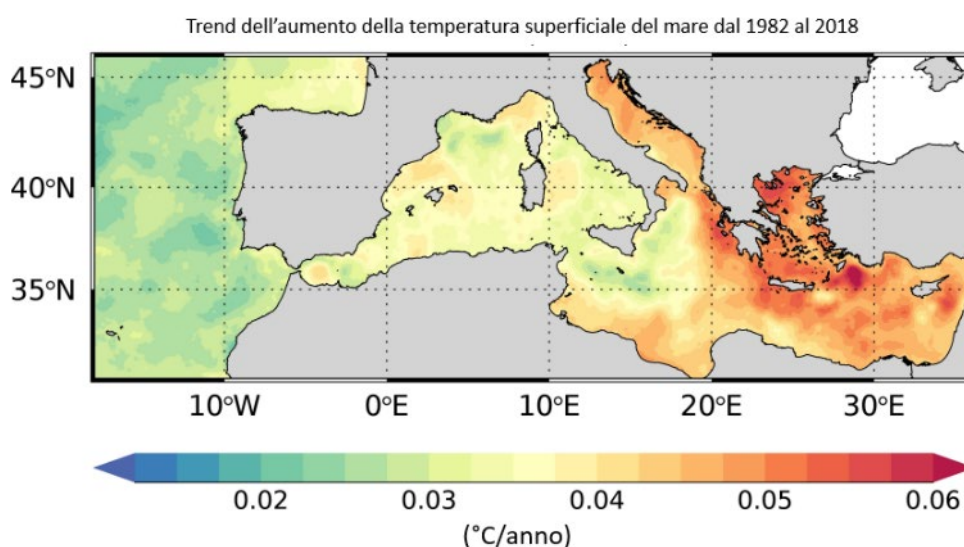 Trend dell’aumento della temperatura superficiale del mare dal 1982 al 2018
45°N
40°N
35°N
10°W 0°E 10°E 20°E 30°E
0.02 0.03 0.04 0.05 0.06
(°C/anno)